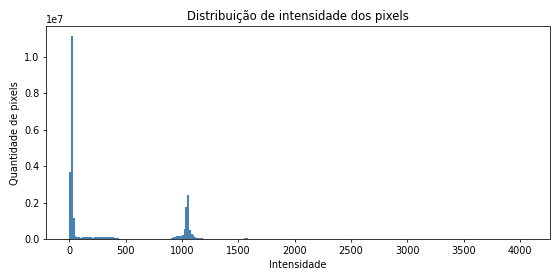 Distribuição de intensidade dos pixels
1e7
Quantidade de pixels
1.0
0.8
0.6
0.4
0.2
0.0
0 500 1000 1500 2000 2500 3000 3500 4000
Intensidade